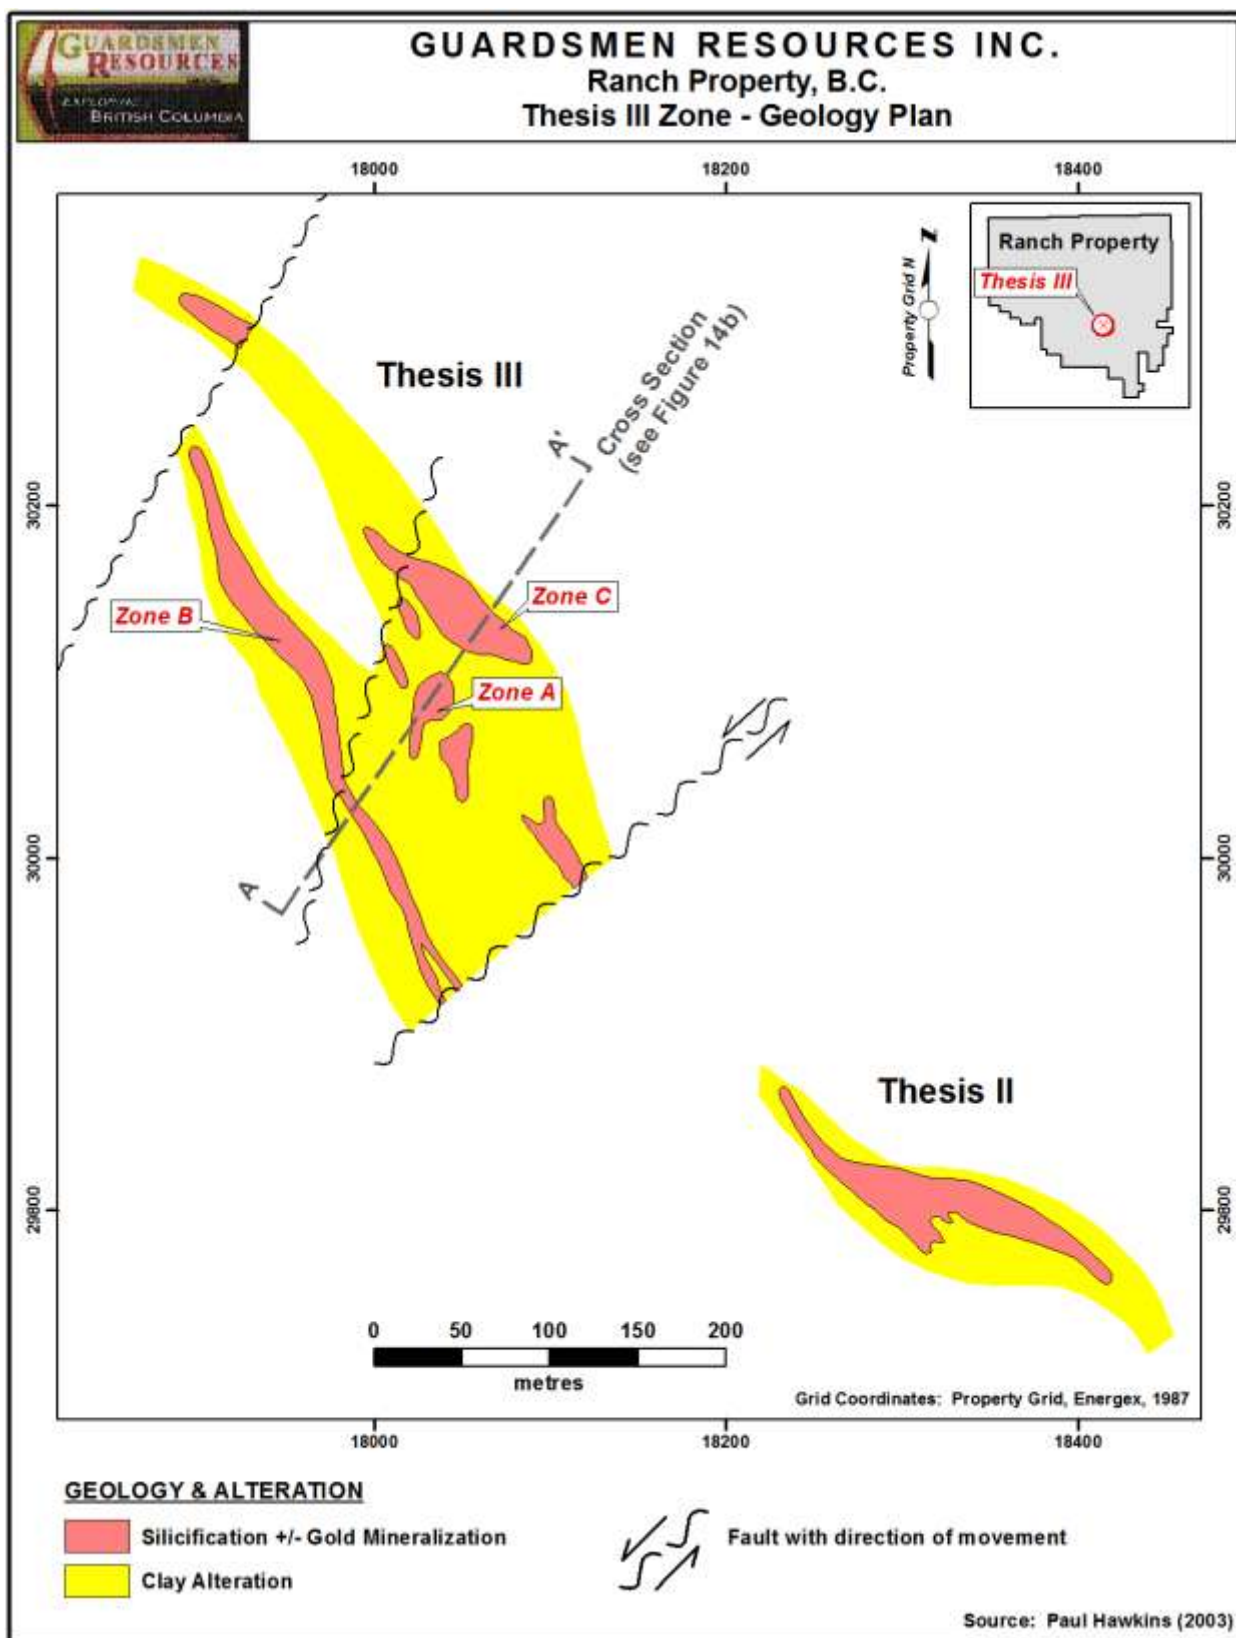 GUARDSMEN
RESOURCES
EXPLORING
BRITISH COLUMBIA
GUARDSMEN RESOURCES INC.
Ranch Property, B.C.
Thesis III Zone - Geology Plan
18000
18200
18400
Property Grid N
N
Ranch Property
Thesis III
Thesis III
Cross Section
(see Figure 14b)
A'
30200
30200
Zone C
Zone B
Zone A
A
30000
30000
Thesis II
29800
29800
0 50 100 150 200
metres
Grid Coordinates: Property Grid, Energex, 1987
18000
18200
18400
GEOLOGY & ALTERATION
Silicification +/- Gold Mineralization
Fault with direction of movement
Clay Alteration
Source: Paul Hawkins (2003)